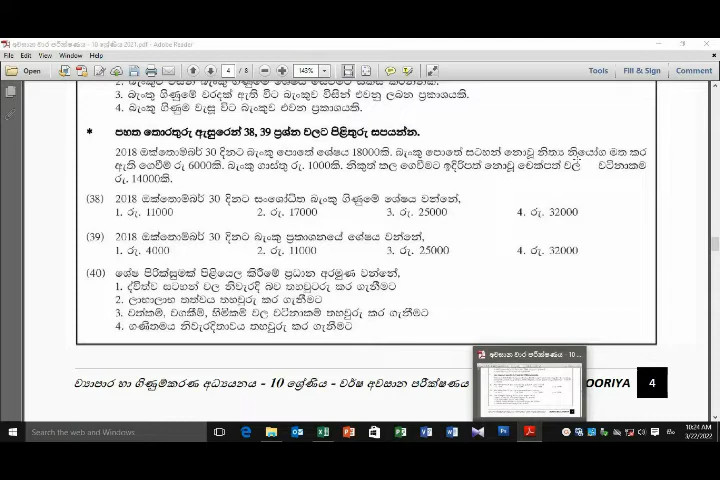 අවසාන වාර පරීක්ෂණය - 10 ශ්‍රේණිය 2021.pdf - Adobe Reader
File Edit View Window Help
Open 4 / 8 143% Tools Fill & Sign Comment
3. බැංකු ගිණුමේ වරදක් ඇති විට බැංකුව විසින් එවනු ලබන ප්‍රකාශයකි.
4. බැංකු ගිණුම වැසූ විට බැංකුව එවන ප්‍රකාශයකි.
* පහත තොරතුරු ඇසුරෙන් 38, 39 ප්‍රශ්න වලට පිළිතුරු සපයන්න.
2018 ඔක්තොම්බර් 30 දිනට බැංකු පොතේ ශේෂය 18000කි. බැංකු පොතේ සටහන් නොවූ නිත්‍ය නියෝග මත කර
ඇති ගෙවීම් රු 6000කි. බැංකු ගාස්තු රු. 1000කි. නිකුත් කල ගෙවීමට ඉදිරිපත් නොවූ චෙක්පත් වල් වටිනාකම
රු. 14000කි.
(38) 2018 ඔක්තොම්බර් 30 දිනට සංශෝධිත බැංකු ගිණුමේ ශේෂය වන්නේ,
1. රු. 11000 2. රු. 17000 3. රු. 25000 4. රු. 32000
(39) 2018 ඔක්තොම්බර් 30 දිනට බැංකු ප්‍රකාශනයේ ශේෂය වන්නේ,
1. රු. 4000 2. රු. 11000 3. රු. 25000 4. රු. 32000
(40) ශේෂ පිරික්සුමක් පිළියෙල කිරීමේ ප්‍රධාන අරමුණ වන්නේ,
1. ද්විත්ව සටහන් වල නිවැරදි බව තහවුරු කර ගැනීමට
2. ලාභාලාභ තත්වය තහවුරු කර ගැනීමට
3. වත්කම්, වගකීම්, හිමිකම් වල වටිනාකම් තහවුරු කර ගැනීමට
4. ගණිතමය නිවැරදිතාවය තහවුරු කර ගැනීමට
අවසාන වාර පරීක්ෂණය - 10 ...
ව්‍යාපාර හා ගිණුම්කරණ අධ්‍යයනය - 10 ශ්‍රේණිය - වර්ෂ අවසාන පරීක්ෂණය OORIYA 4
Search the web and Windows
10:24 AM
3/22/2022